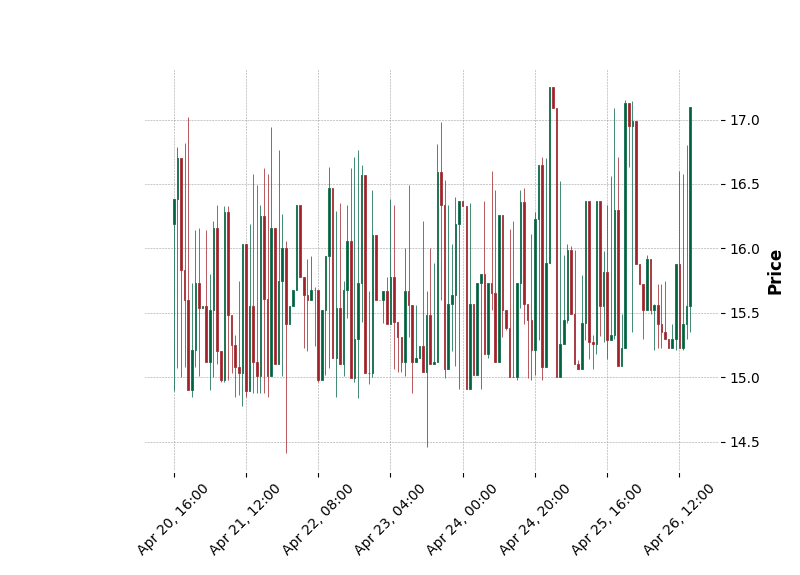 17.0
16.5
16.0
15.5
15.0
14.5
Price
Apr 20, 16:00
Apr 21, 12:00
Apr 22, 08:00
Apr 23, 04:00
Apr 24, 00:00
Apr 24, 20:00
Apr 25, 16:00
Apr 26, 12:00